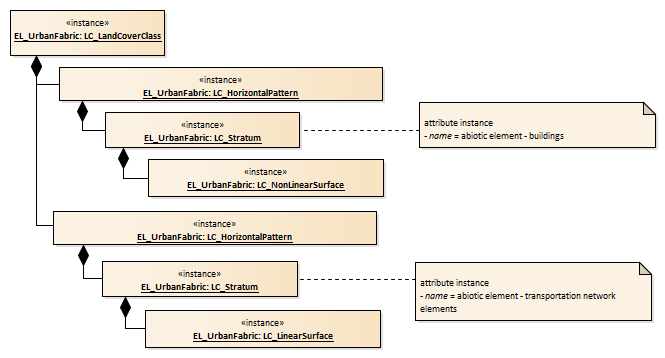 «instance»
EL_UrbanFabric: LC_LandCoverClass
«instance»
EL_UrbanFabric: LC_HorizontalPattern
«instance»
EL_UrbanFabric: LC_Stratum
attribute instance
- name = abiotic element - buildings
«instance»
EL_UrbanFabric: LC_NonLinearSurface
«instance»
EL_UrbanFabric: LC_HorizontalPattern
«instance»
EL_UrbanFabric: LC_Stratum
attribute instance
- name = abiotic element - transportation network
elements
«instance»
EL_UrbanFabric: LC_LinearSurface